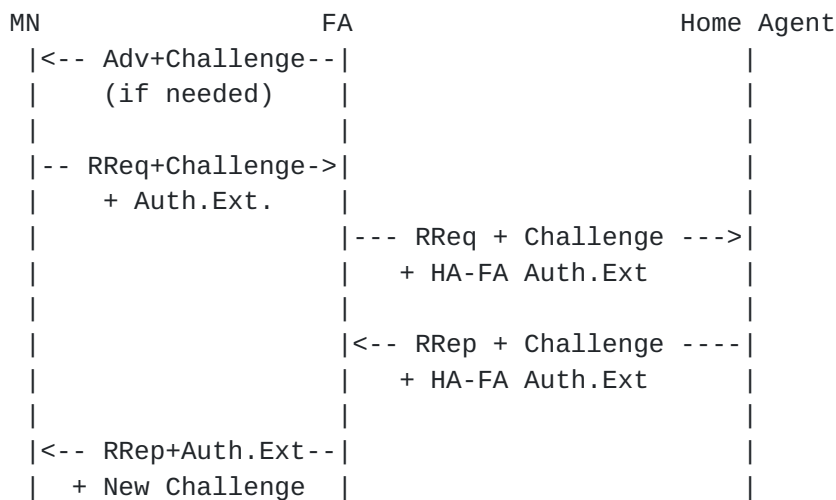 MN                    FA                     Home Agent
 |<-- Adv+Challenge--|                         |
 |    (if needed)    |                         |
 |                   |                         |
 |-- RReq+Challenge->|                         |
 |    + Auth.Ext.    |                         |
 |                   |--- RReq + Challenge --->|
 |                   |   + HA-FA Auth.Ext      |
 |                   |                         |
 |                   |<-- RRep + Challenge ----|
 |                   |   + HA-FA Auth.Ext      |
 |                   |                         |
 |<-- RRep+Auth.Ext--|                         |
 |  + New Challenge  |                         |